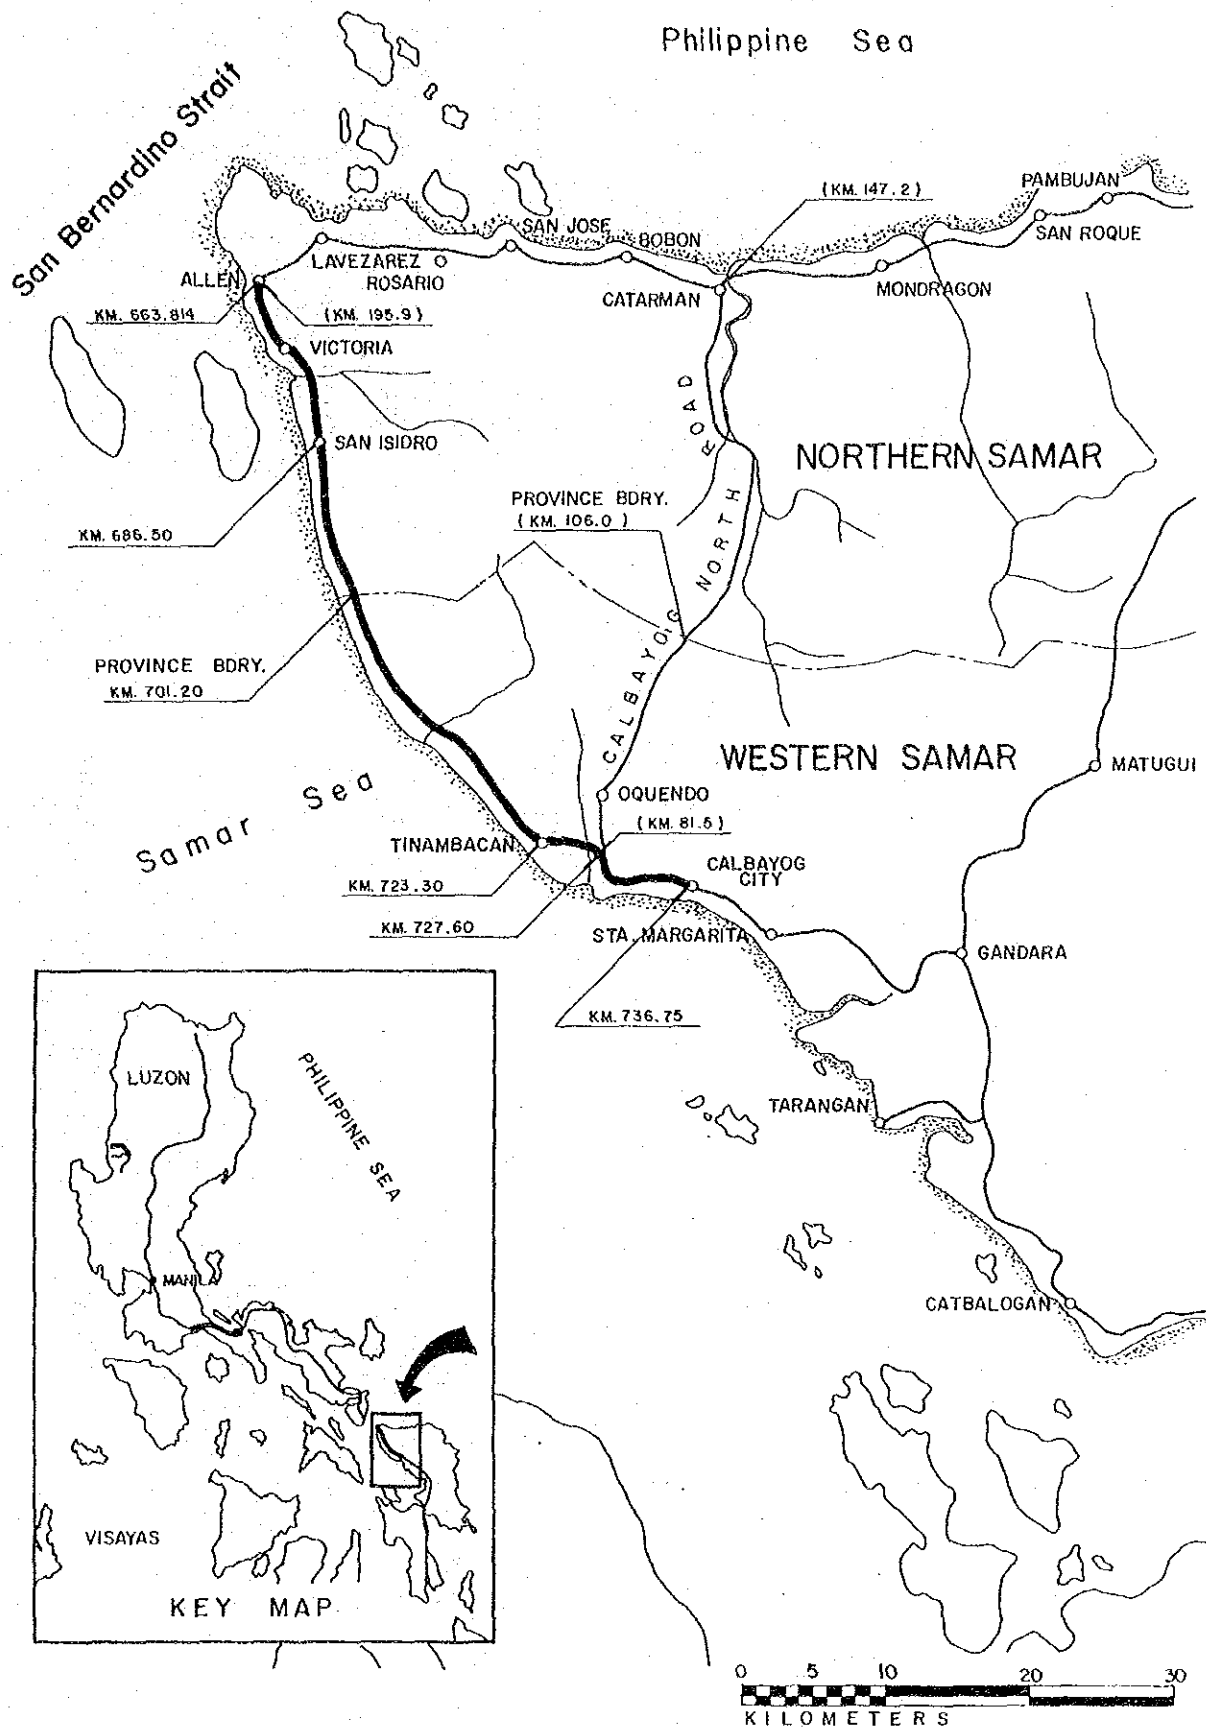 Philippine Sea
San Bernardino Strait
(KM. 147.2)
PAMBUJAN
SAN ROQUE
SAN JOSE
BOBON
LAVEZAREZ
ROSARIO
ALLEN
CATARMAN
MONDRAGON
KM. 663.814
(KM. 195.9)
VICTORIA
SAN ISIDRO
CALBAYOG NORTH ROAD
NORTHERN SAMAR
PROVINCE BDRY.
(KM. 106.0)
KM. 686.50
PROVINCE BDRY.
KM. 701.20
WESTERN SAMAR
MATUGUI
Samar Sea
OQUENDO
(KM. 81.5)
TINAMBACAN
CALBAYOG
CITY
KM. 723.30
KM. 727.60
STA. MARGARITA
GANDARA
KM. 736.75
TARANGAN
CATBALOGAN
LUZON
PHILIPPINE SEA
MANILA
VISAYAS
KEY MAP
0 5 10 20 30
KILOMETERS